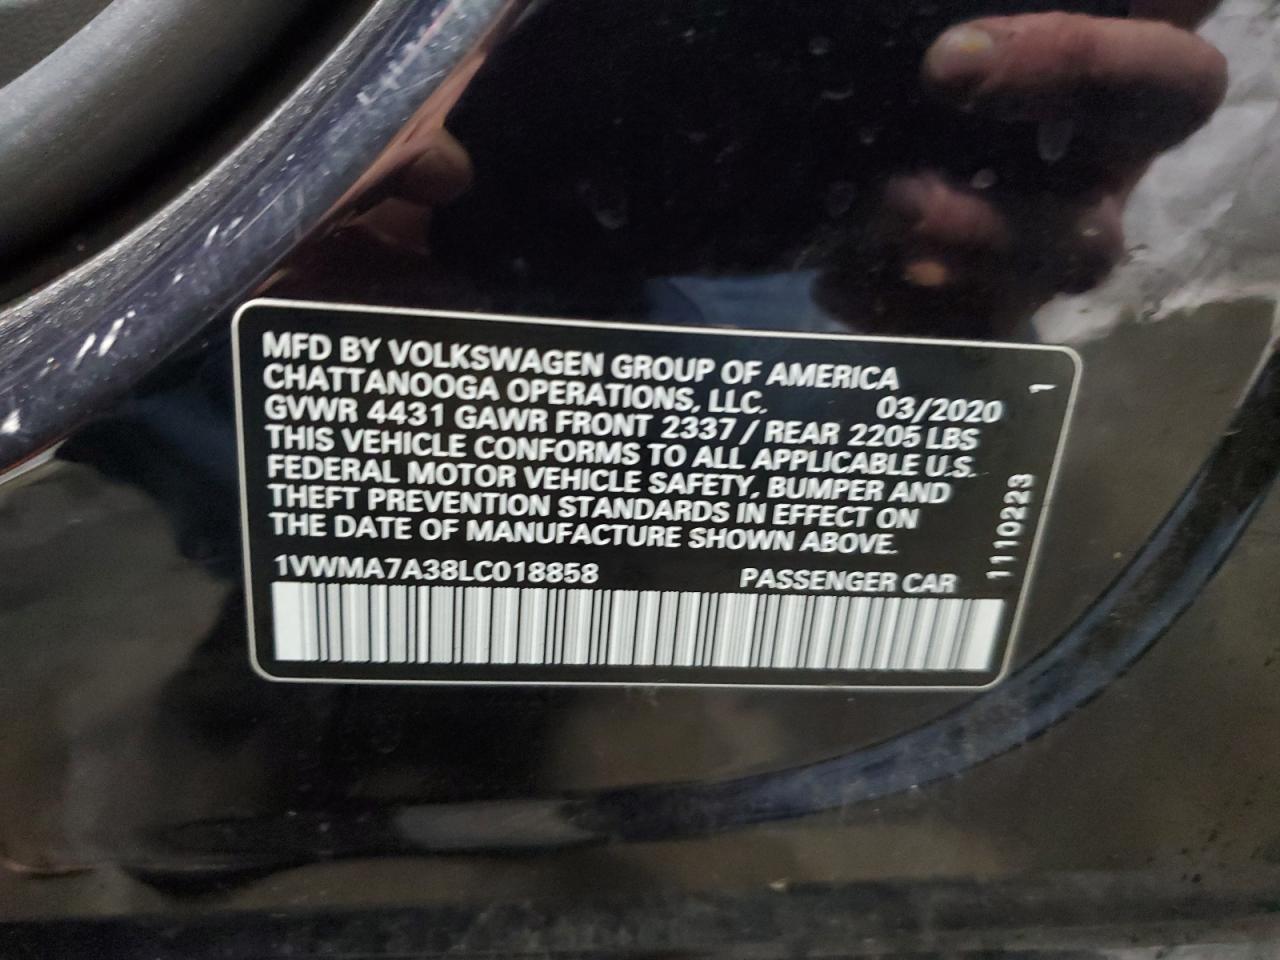 MFD BY VOLKSWAGEN GROUP OF AMERICA
CHATTANOOGA OPERATIONS, LLC. 03/2020
GVWR 4431 GAWR FRONT 2337 / REAR 2205 LBS
THIS VEHICLE CONFORMS TO ALL APPLICABLE U.S.
FEDERAL MOTOR VEHICLE SAFETY, BUMPER AND
THEFT PREVENTION STANDARDS IN EFFECT ON
THE DATE OF MANUFACTURE SHOWN ABOVE.
1VWMA7A38LC018858 PASSENGER CAR
1110223 1